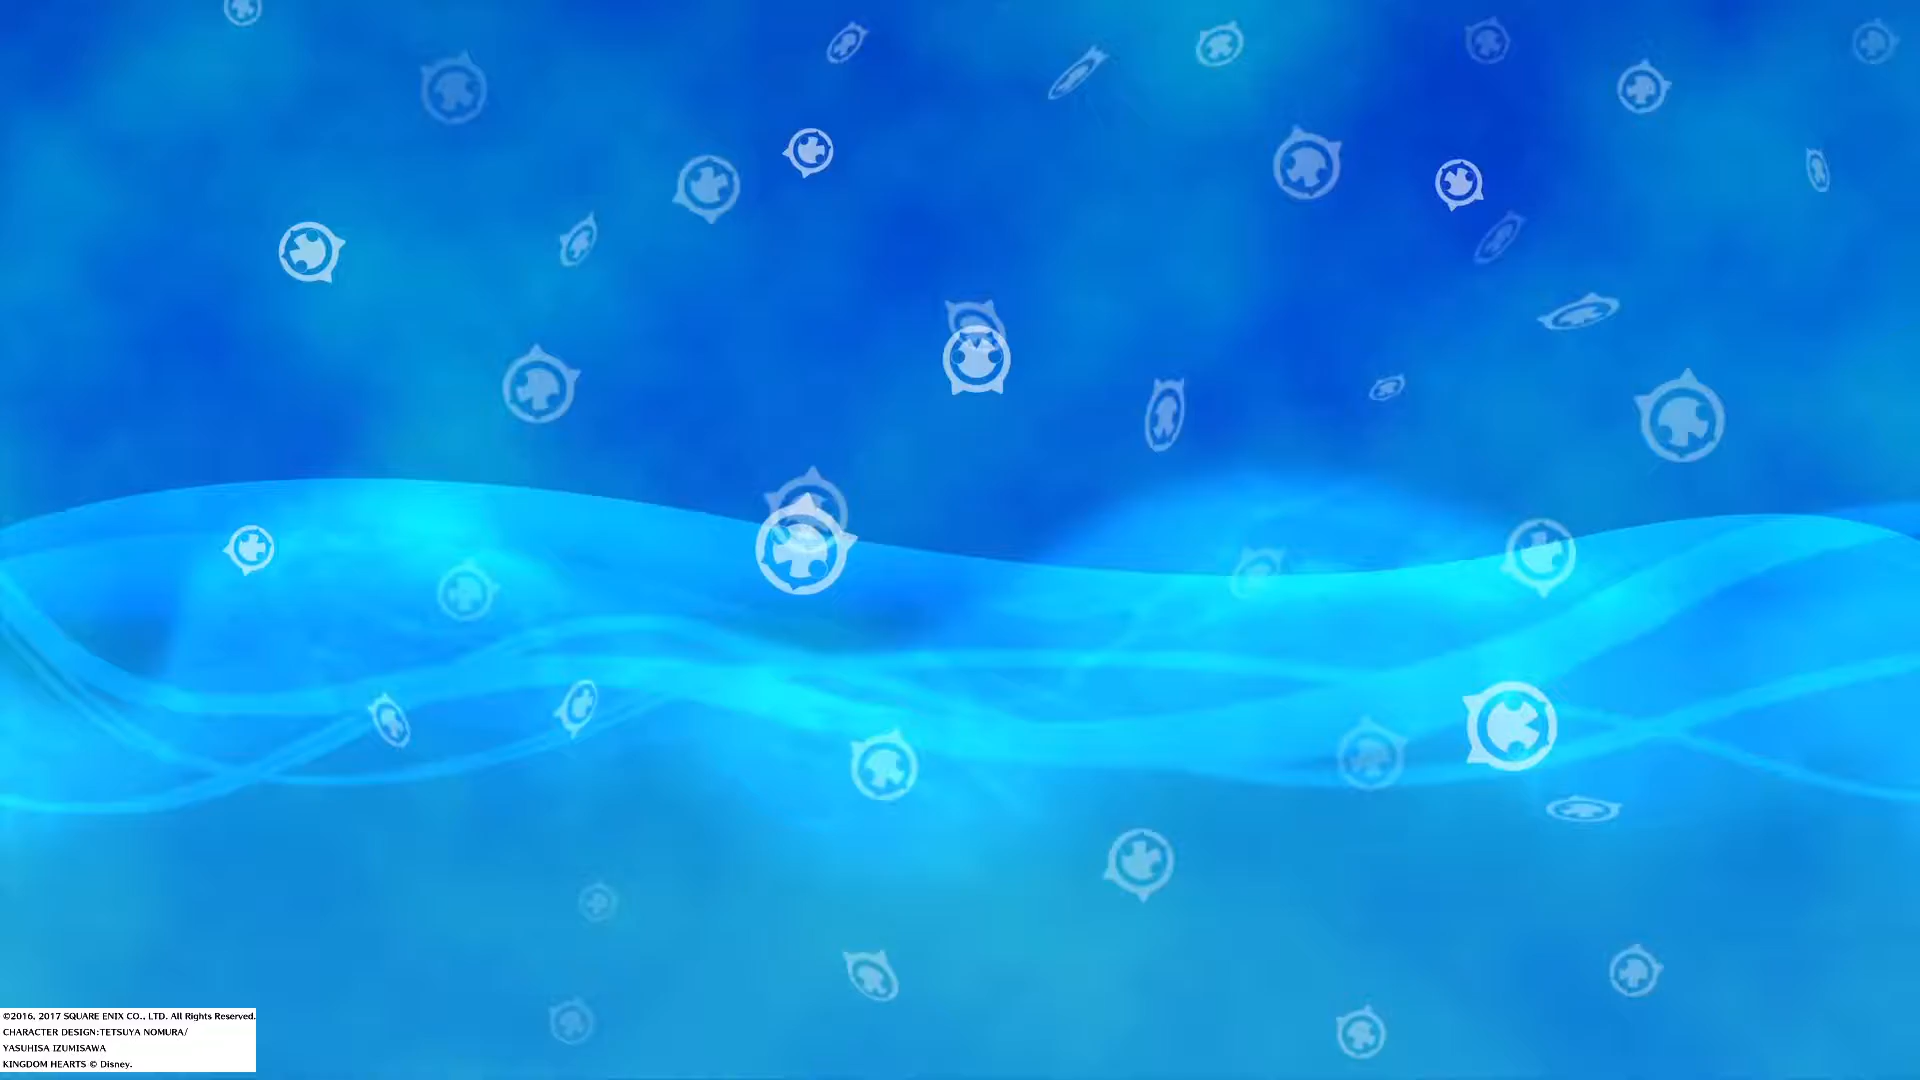 ©2016, 2017 SQUARE ENIX CO., LTD. All Rights Reserved.
CHARACTER DESIGN:TETSUYA NOMURA/
YASUHISA IZUMISAWA
KINGDOM HEARTS © Disney.